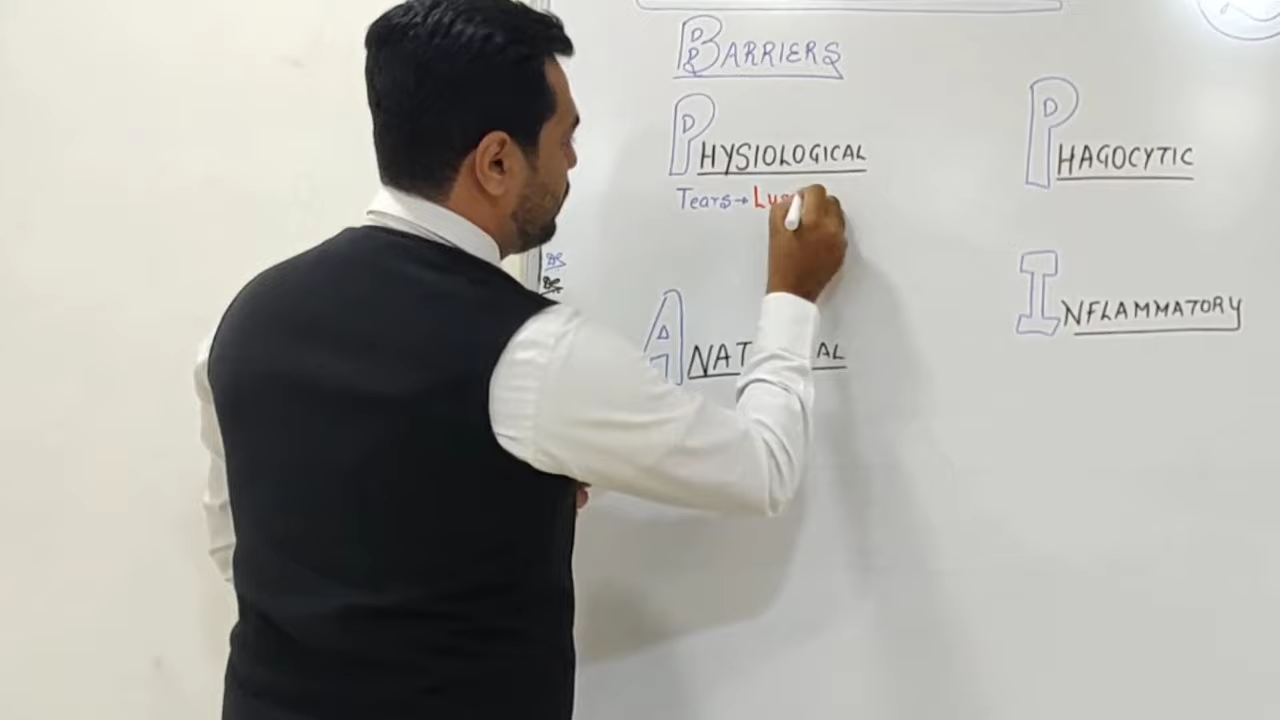 BARRIERS
PHYSIOLOGICAL
Tears→
PHAGOCYTIC
INFLAMMATORY